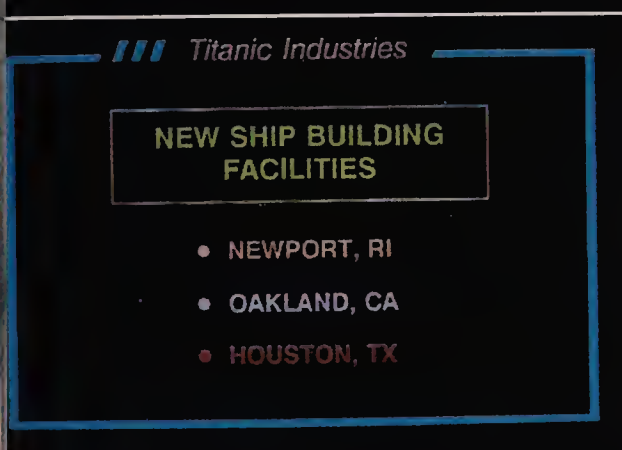 Titanic Industries
NEW SHIP BUILDING
FACILITIES
• NEWPORT, RI
• OAKLAND, CA
• HOUSTON, TX